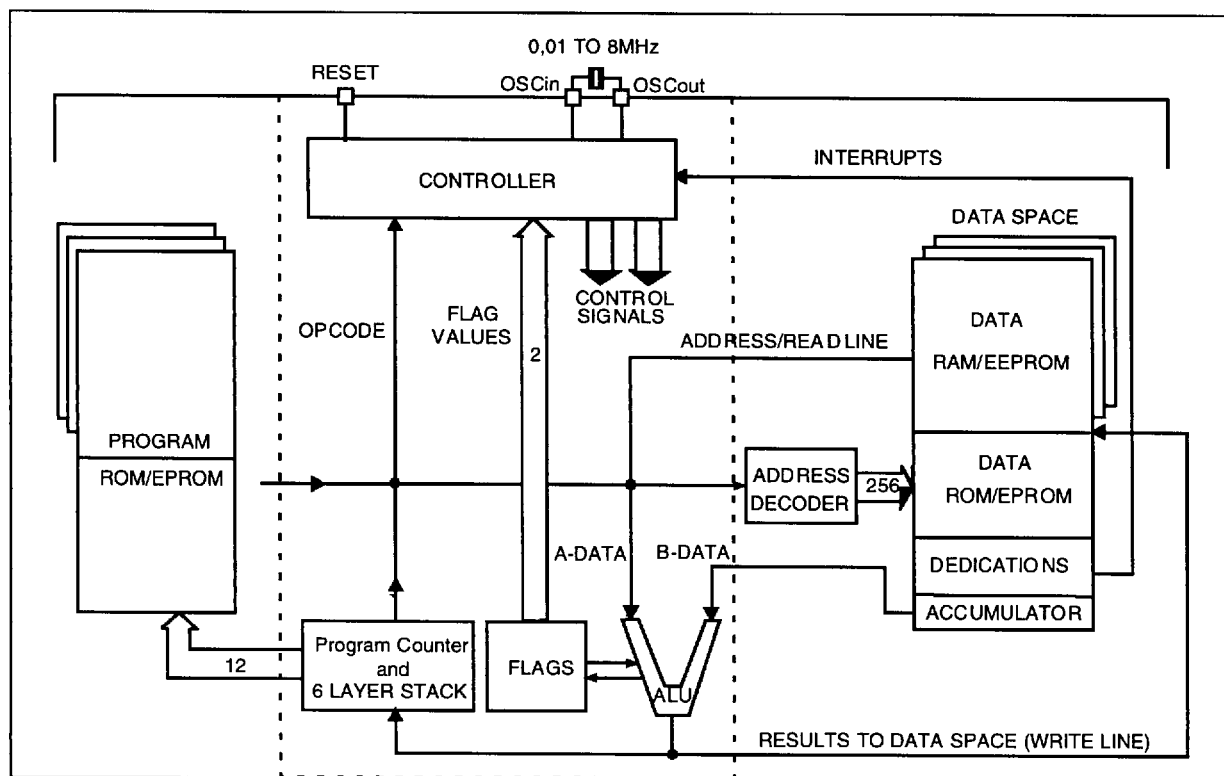 0,01 TO 8MHz
RESET
OSCin
OSCout
INTERRUPTS
CONTROLLER
DATA SPACE
CONTROL
SIGNALS
FLAG
VALUES
OPCODE
2
ADDRESS/READ LINE
DATA
RAM/EEPROM
PROGRAM
ROM/EPROM
ADDRESS
DECODER
256
DATA
ROM/EPROM
A-DATA
B-DATA
DEDICATIONS
ACCUMULATOR
12
Program Counter
and
6 LAYER STACK
FLAGS
ALU
RESULTS TO DATA SPACE (WRITE LINE)